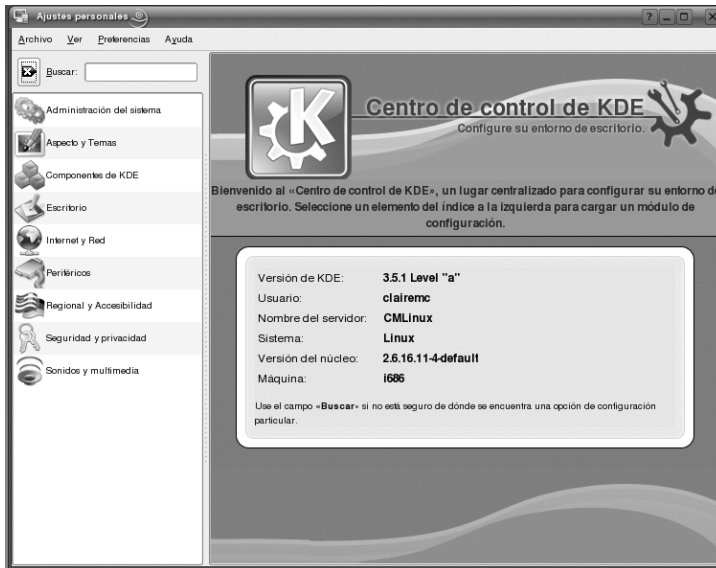 Ajustes personales
Archivo Ver Preferencias Ayuda
Buscar:
Administración del sistema
Aspecto y Temas
Componentes de KDE
Escritorio
Internet y Red
Periféricos
Regional y Accesibilidad
Seguridad y privacidad
Sonidos y multimedia
Centro de control de KDE
Configure su entorno de escritorio.
Bienvenido al «Centro de control de KDE», un lugar centralizado para configurar su entorno de
escritorio. Seleccione un elemento del índice a la izquierda para cargar un módulo de
configuración.
Versión de KDE: 3.5.1 Level "a"
Usuario: clairemc
Nombre del servidor: CMLinux
Sistema: Linux
Versión del núcleo: 2.6.16.11-4-default
Máquina: i686
Use el campo «Buscar» si no está seguro de dónde se encuentra una opción de configuración
particular.